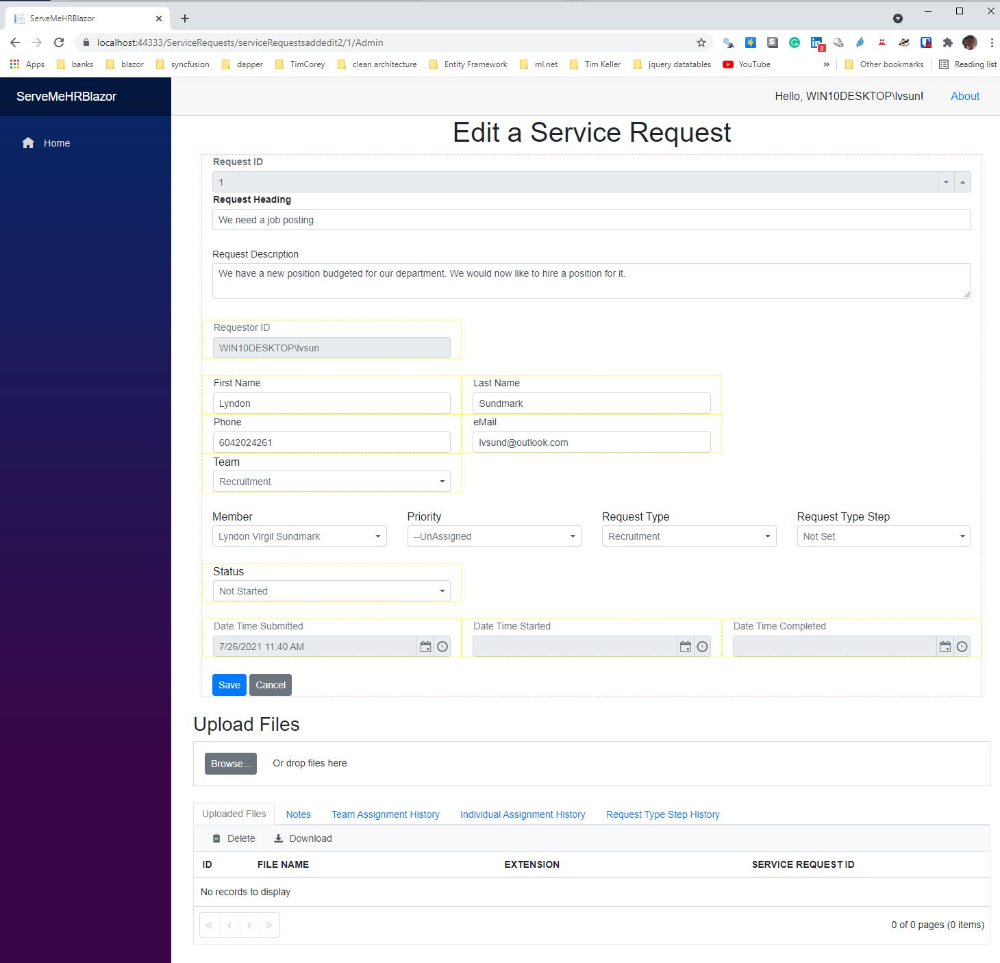 ServeMeHRBlazor
localhost:44333/ServiceRequests/serviceRequestsaddedit2/1/Admin
S
G
in
3
Apps banks blazor syncfusion dapper TimCorey clean architecture Entity Framework ml.net Tim Keller jquery datatables YouTube » Other bookmarks Reading list
ServeMeHRBlazor
Hello, WIN10DESKTOP\lvsun! About
Home
Edit a Service Request
Request ID
1
Request Heading
We need a job posting
Request Description
We have a new position budgeted for our department. We would now like to hire a position for it.
Requestor ID
WIN10DESKTOP\lvsun
First Name Last Name
Lyndon Sundmark
Phone eMail
6042024261 lvsund@outlook.com
Team
Recruitment
Member Priority Request Type Request Type Step
Lyndon Virgil Sundmark --UnAssigned Recruitment Not Set
Status
Not Started
Date Time Submitted Date Time Started Date Time Completed
7/26/2021 11:40 AM
Save Cancel
Upload Files
Browse... Or drop files here
Uploaded Files Notes Team Assignment History Individual Assignment History Request Type Step History
Delete Download
ID FILE NAME EXTENSION SERVICE REQUEST ID
No records to display
0 of 0 pages (0 items)